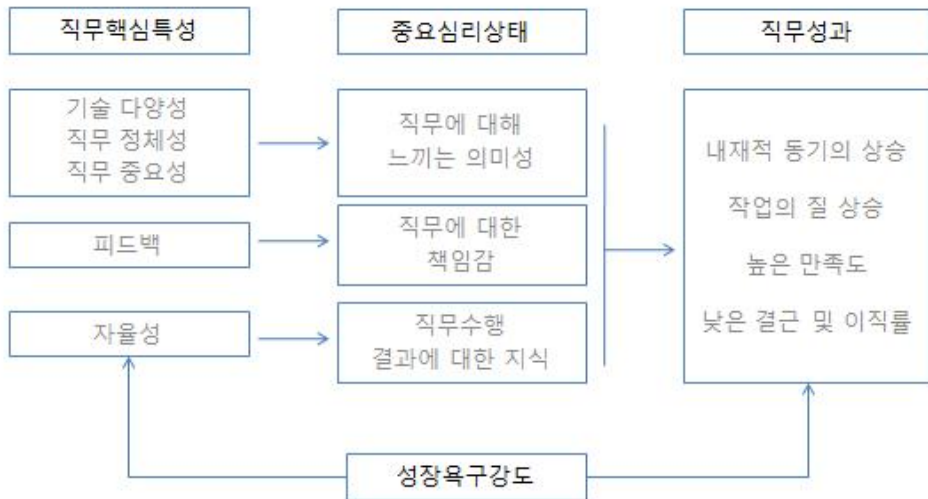 직무핵심특성
중요심리상태
직무성과
기술 다양성
직무 정체성
직무 중요성
직무에 대해
느끼는 의미성
피드백
직무에 대한
책임감
자율성
직무수행
결과에 대한 지식
내재적 동기의 상승
작업의 질 상승
높은 만족도
낮은 결근 및 이직률
성장욕구강도